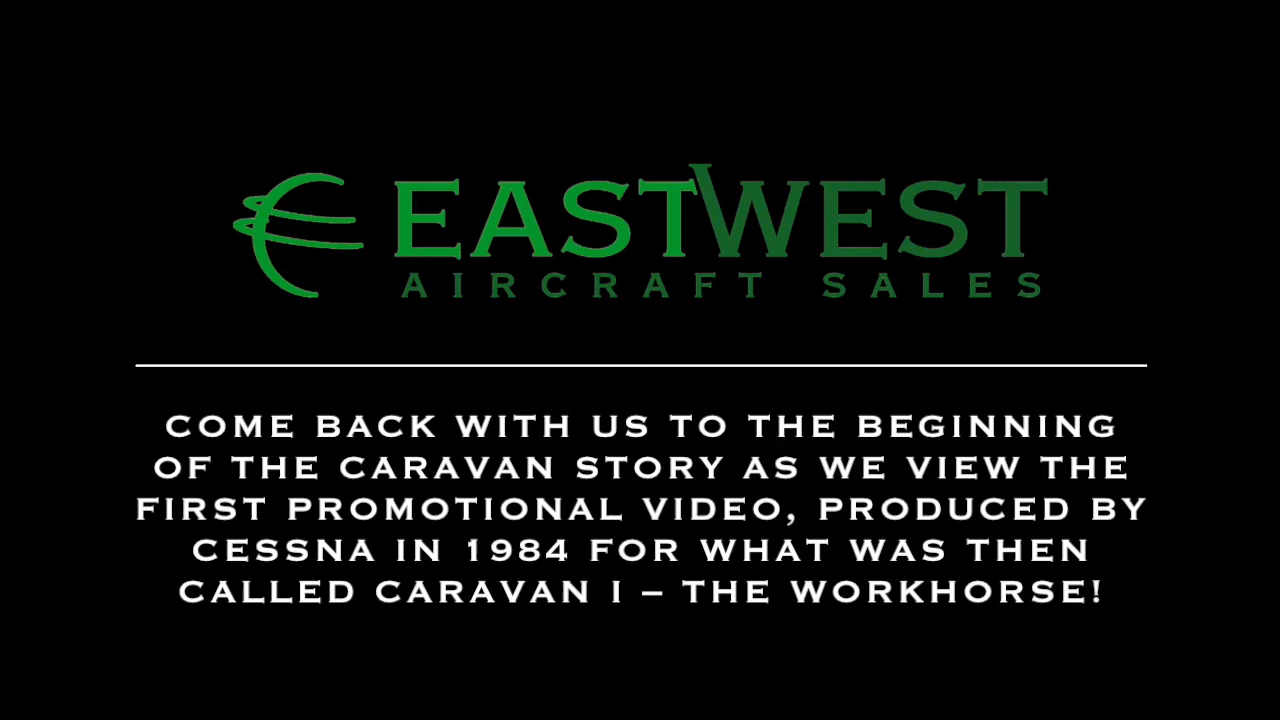 EASTWEST
AIRCRAFT SALES
COME BACK WITH US TO THE BEGINNING
OF THE CARAVAN STORY AS WE VIEW THE
FIRST PROMOTIONAL VIDEO, PRODUCED BY
CESSNA IN 1984 FOR WHAT WAS THEN
CALLED CARAVAN I – THE WORKHORSE!